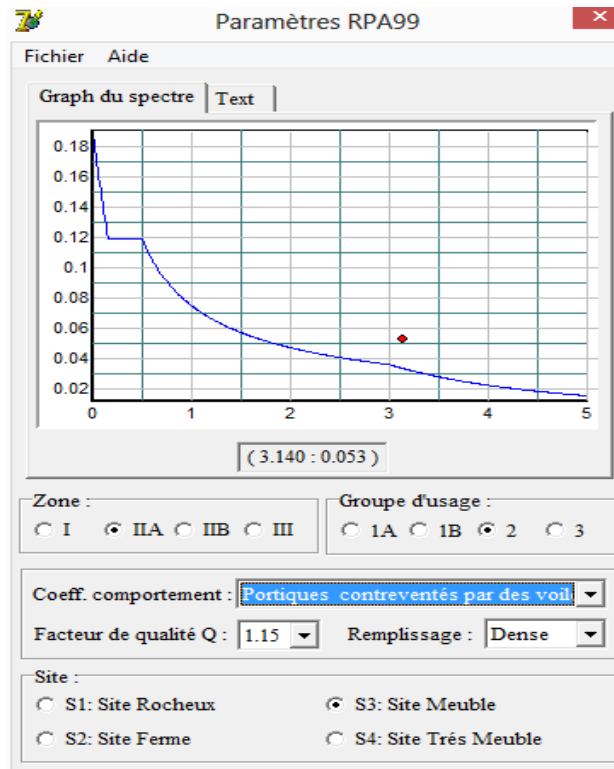 Paramètres RPA99
Fichier Aide
Graph du spectre Text
0.18
0.16
0.14
0.12
0.1
0.08
0.06
0.04
0.02
0 1 2 3 4 5
( 3.140 : 0.053 )
Zone :
I IIA IIB III
Groupe d'usage :
1A 1B 2 3
Coeff. comportement : Portiques contreventés par des voil
Facteur de qualité Q : 1.15 Remplissage : Dense
Site :
S1: Site Rocheux S3: Site Meuble
S2: Site Ferme S4: Site Trés Meuble